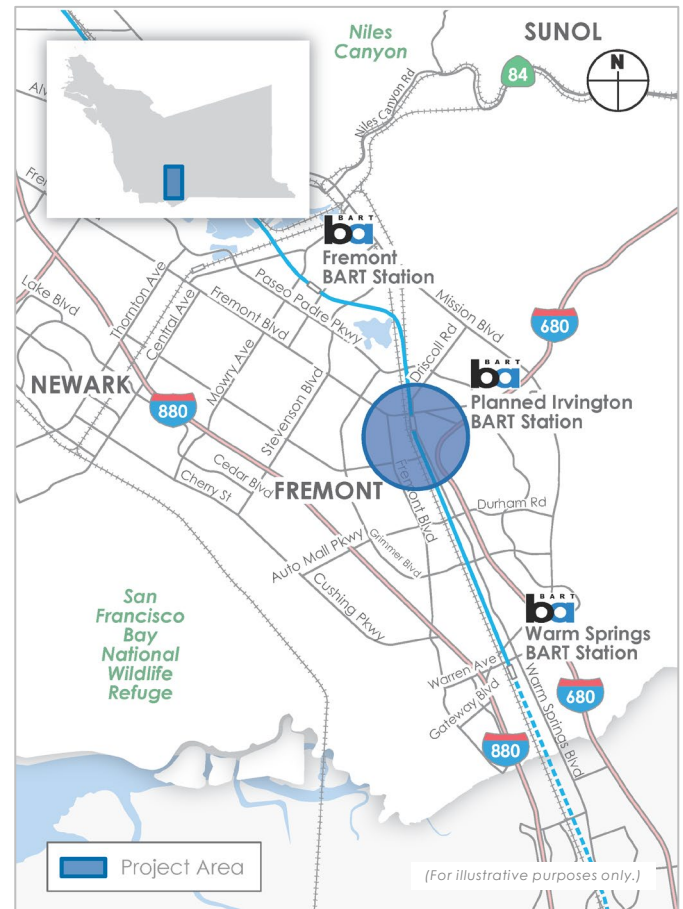 Niles
Canyon
SUNOL
84
N
Niles Canyon Rd
BART
ba
Fremont
BART Station
Mission Blvd
680
Lake Blvd
Thornton Ave
Central Ave
Paseo Padre Pkwy
Fremont Blvd
Mowry Ave
Stevenson Blvd
Driscoll Rd
BART
ba
Planned Irvington
BART Station
NEWARK
880
Cedar Blvd
Cherry St
FREMONT
Fremont Blvd
Durham Rd
Auto Mall Pkwy
Grimmer Blvd
Cushing Pkwy
San
Francisco
Bay
National
Wildlife
Refuge
BART
ba
Warm Springs
BART Station
Warren Ave
Gateway Blvd
Warm Springs Blvd
680
880
Project Area
(For illustrative purposes only.)